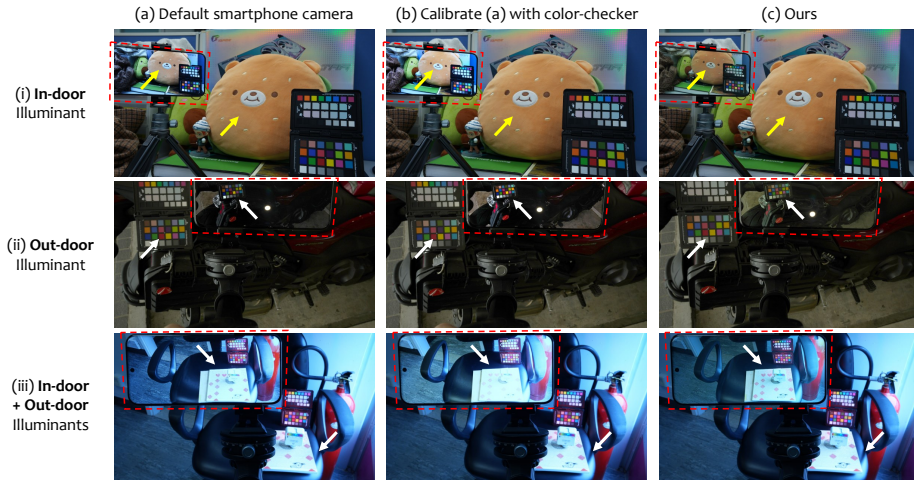 (a) Default smartphone camera
(b) Calibrate (a) with color-checker
(c) Ours
(i) In-door
Illuminant
(ii) Out-door
Illuminant
(iii) In-door
+ Out-door
Illuminants